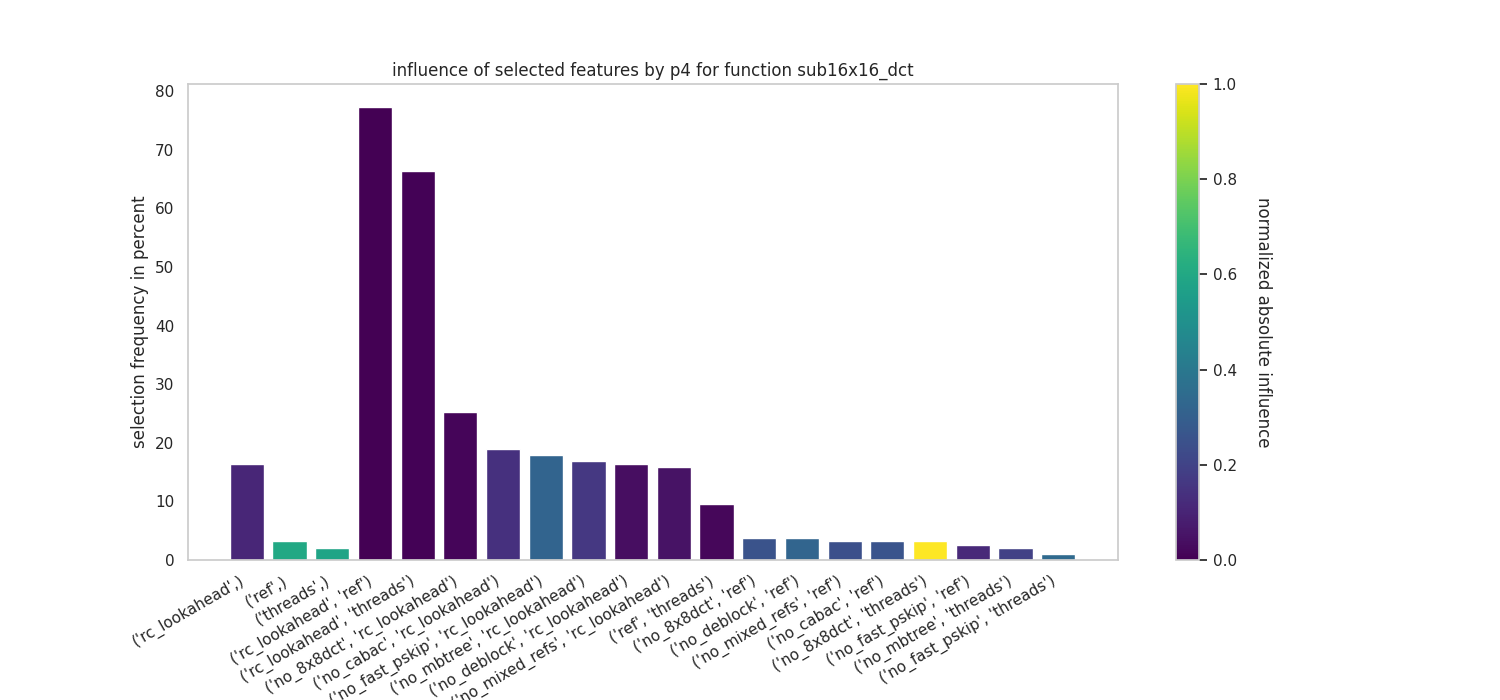 influence of selected features by p4 for function sub16x16_dct
selection frequency in percent
80
70
60
50
40
30
20
10
0
('rc_lookahead',)
('ref',)
('threads',)
('rc_lookahead', 'ref')
('rc_lookahead', 'threads')
('no_8x8dct', 'rc_lookahead')
('no_cabac', 'rc_lookahead')
('no_fast_pskip', 'rc_lookahead')
('no_mbtree', 'rc_lookahead')
('no_deblock', 'rc_lookahead')
'no_mixed_refs', 'rc_lookahead')
('ref', 'threads')
('no_8x8dct', 'ref')
('no_deblock', 'ref')
('no_mixed_refs', 'ref')
('no_cabac', 'ref')
('no_8x8dct', 'threads')
('no_fast_pskip', 'ref')
('no_mbtree', 'threads')
('no_fast_pskip', 'threads')
1.0
0.8
0.6
0.4
0.2
0.0
normalized absolute influence